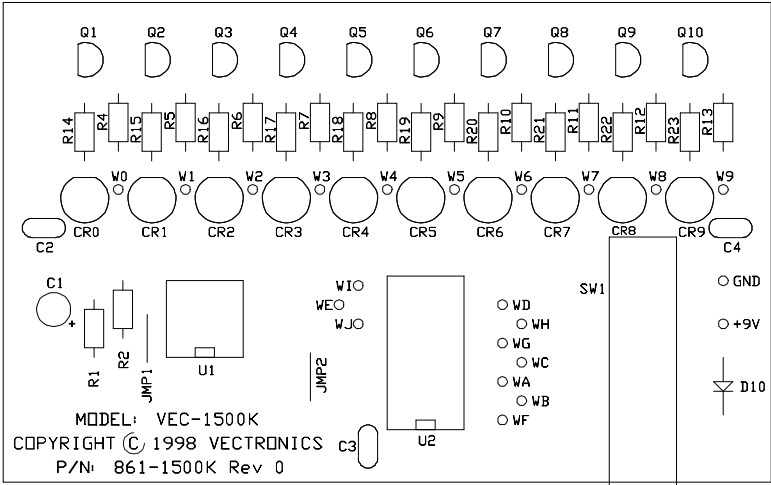 Q1 Q2 Q3 Q4 Q5 Q6 Q7 Q8 Q9 Q10
R14 R4 R15 R5 R16 R6 R17 R7 R18 R8 R19 R9 R20 R10 R21 R11 R22 R12 R23 R13
W0 W1 W2 W3 W4 W5 W6 W7 W8 W9
CR0 CR1 CR2 CR3 CR4 CR5 CR6 CR7 CR8 CR9
C2 C4
C1 WI SW1 GND
WE WD
+ WJ WH +9V
R1 R2 JMP1 U1 JMP2 WG
WC
WA D10
WB
MODEL: VEC-1500K WF
COPYRIGHT © 1998 VECTRONICS C3 U2
P/N: 861-1500K Rev 0